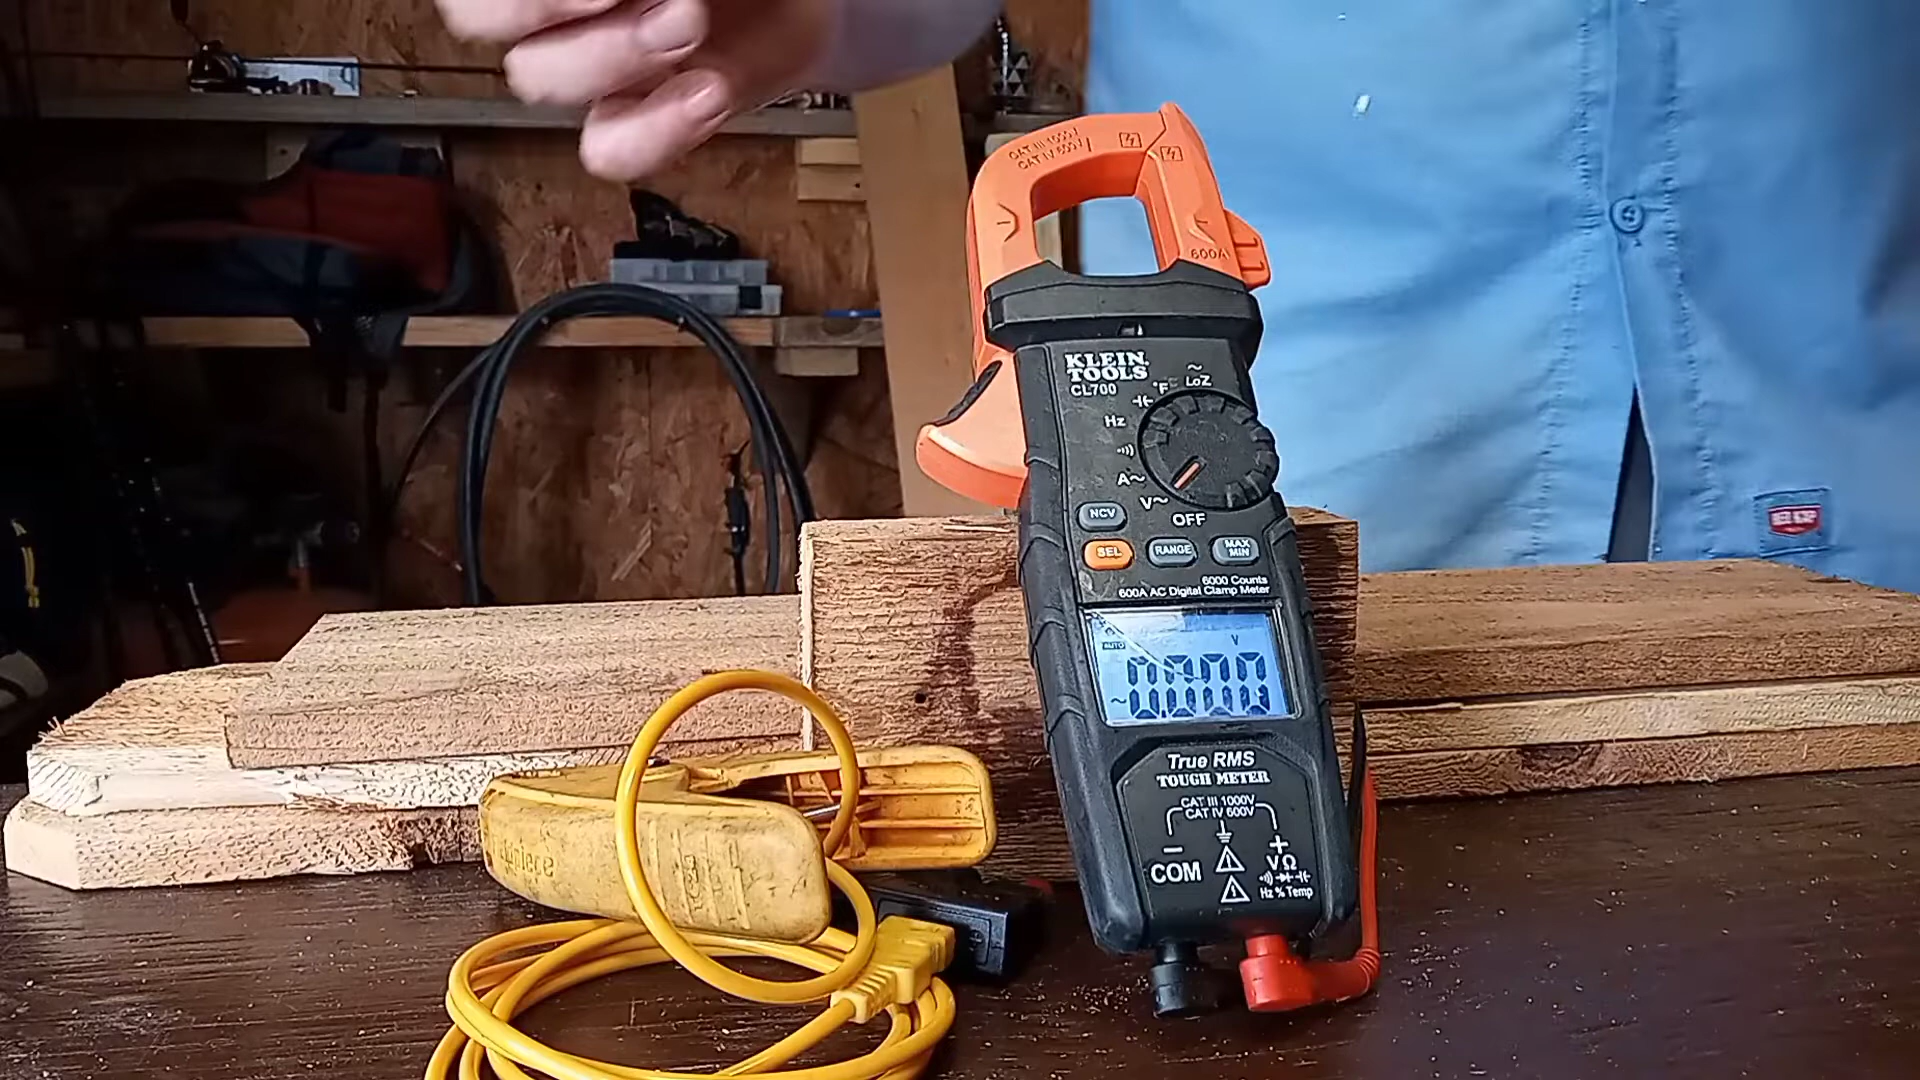 CAT III 1000V
CAT IV 600V
600A
KLEIN
TOOLS
CL700
°F
LoZ
Hz
A~
V~
OFF
NCV
SEL
RANGE
MAX
MIN
6000 Counts
600A AC Digital Clamp Meter
AUTO
V
True RMS
TOUGH METER
CAT III 1000V
CAT IV 600V
− +
COM
VΩ
Hz % Temp